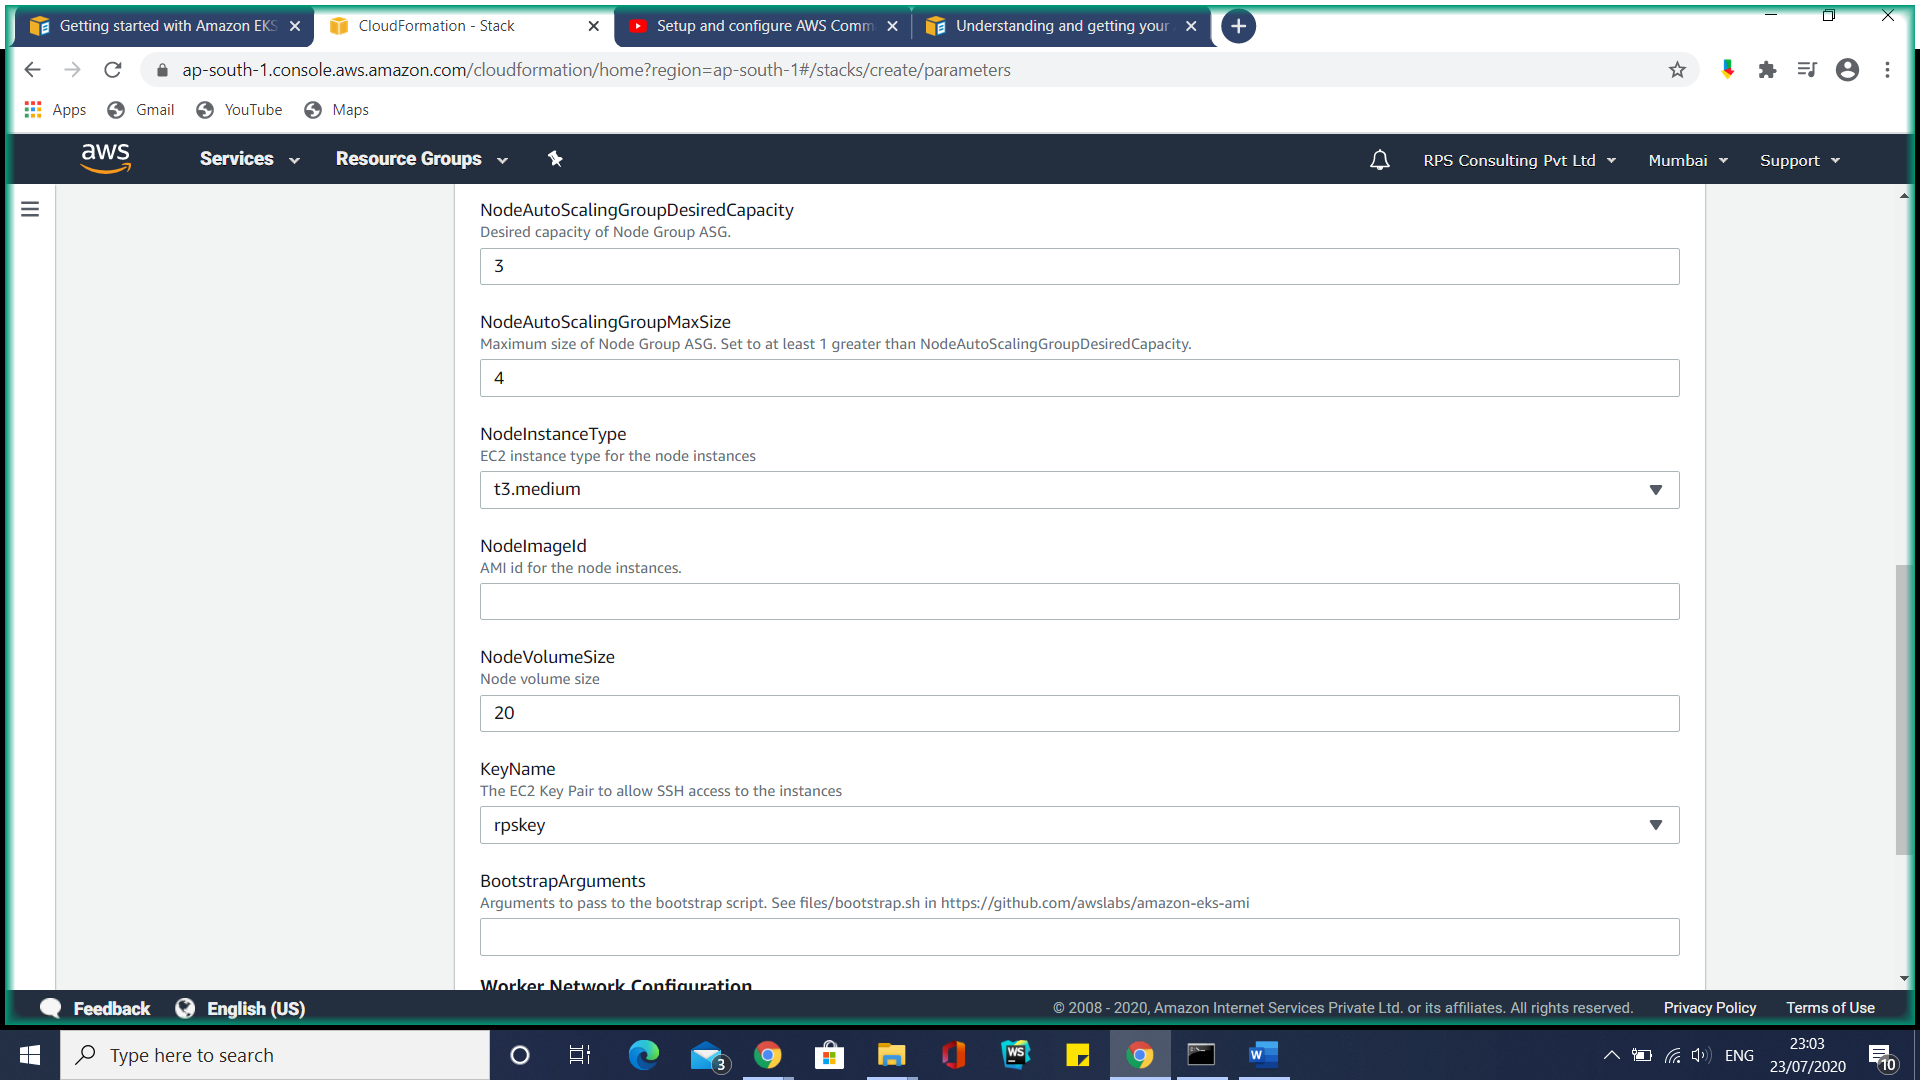 Getting started with Amazon EKS
CloudFormation - Stack
Setup and configure AWS Comm
Understanding and getting your
ap-south-1.console.aws.amazon.com/cloudformation/home?region=ap-south-1#/stacks/create/parameters
Apps
Gmail
YouTube
Maps
aws
Services
Resource Groups
RPS Consulting Pvt Ltd
Mumbai
Support
NodeAutoScalingGroupDesiredCapacity
Desired capacity of Node Group ASG.
3
NodeAutoScalingGroupMaxSize
Maximum size of Node Group ASG. Set to at least 1 greater than NodeAutoScalingGroupDesiredCapacity.
4
NodeInstanceType
EC2 instance type for the node instances
t3.medium
NodeImageId
AMI id for the node instances.
NodeVolumeSize
Node volume size
20
KeyName
The EC2 Key Pair to allow SSH access to the instances
rpskey
BootstrapArguments
Arguments to pass to the bootstrap script. See files/bootstrap.sh in https://github.com/awslabs/amazon-eks-ami
Worker Network Configuration
Feedback
English (US)
© 2008 - 2020, Amazon Internet Services Private Ltd. or its affiliates. All rights reserved.
Privacy Policy
Terms of Use
Type here to search
3
WS
W
ENG
23:03
23/07/2020
10